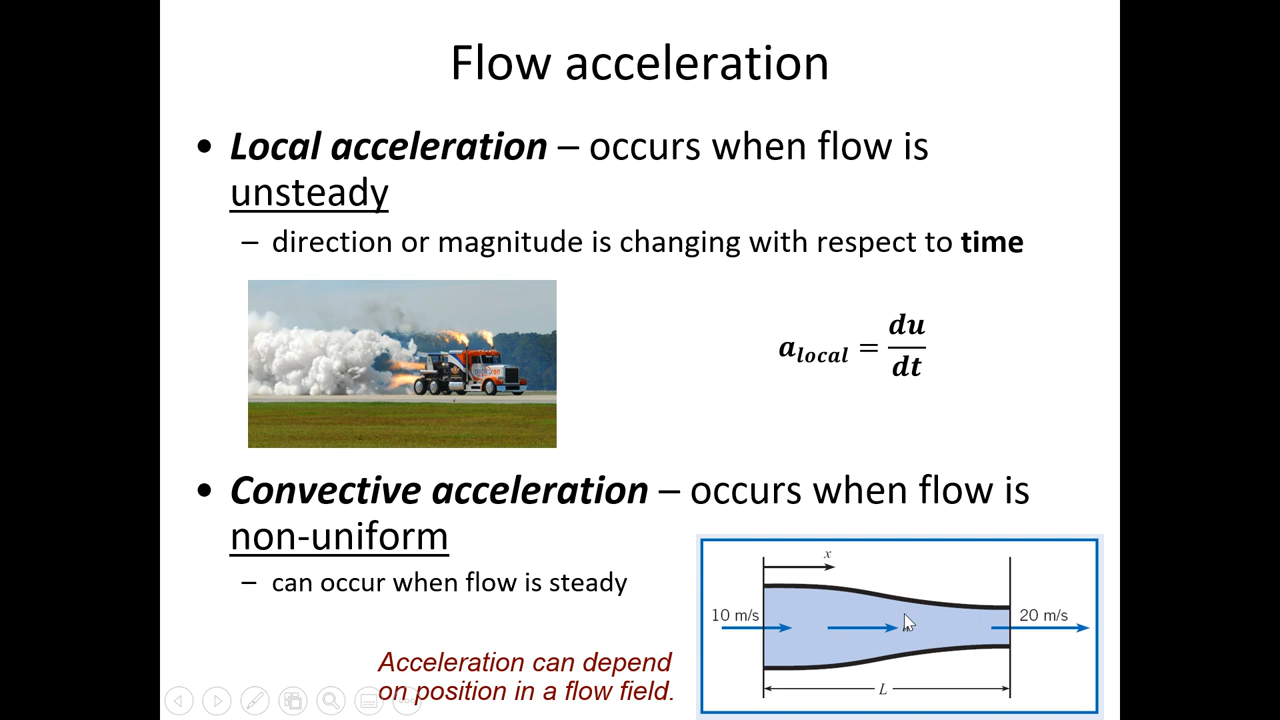 Flow acceleration
• Local acceleration – occurs when flow is
unsteady
– direction or magnitude is changing with respect to time
a_local = du/dt
• Convective acceleration – occurs when flow is
non-uniform
– can occur when flow is steady
x
10 m/s
20 m/s
L
Acceleration can depend
on position in a flow field.